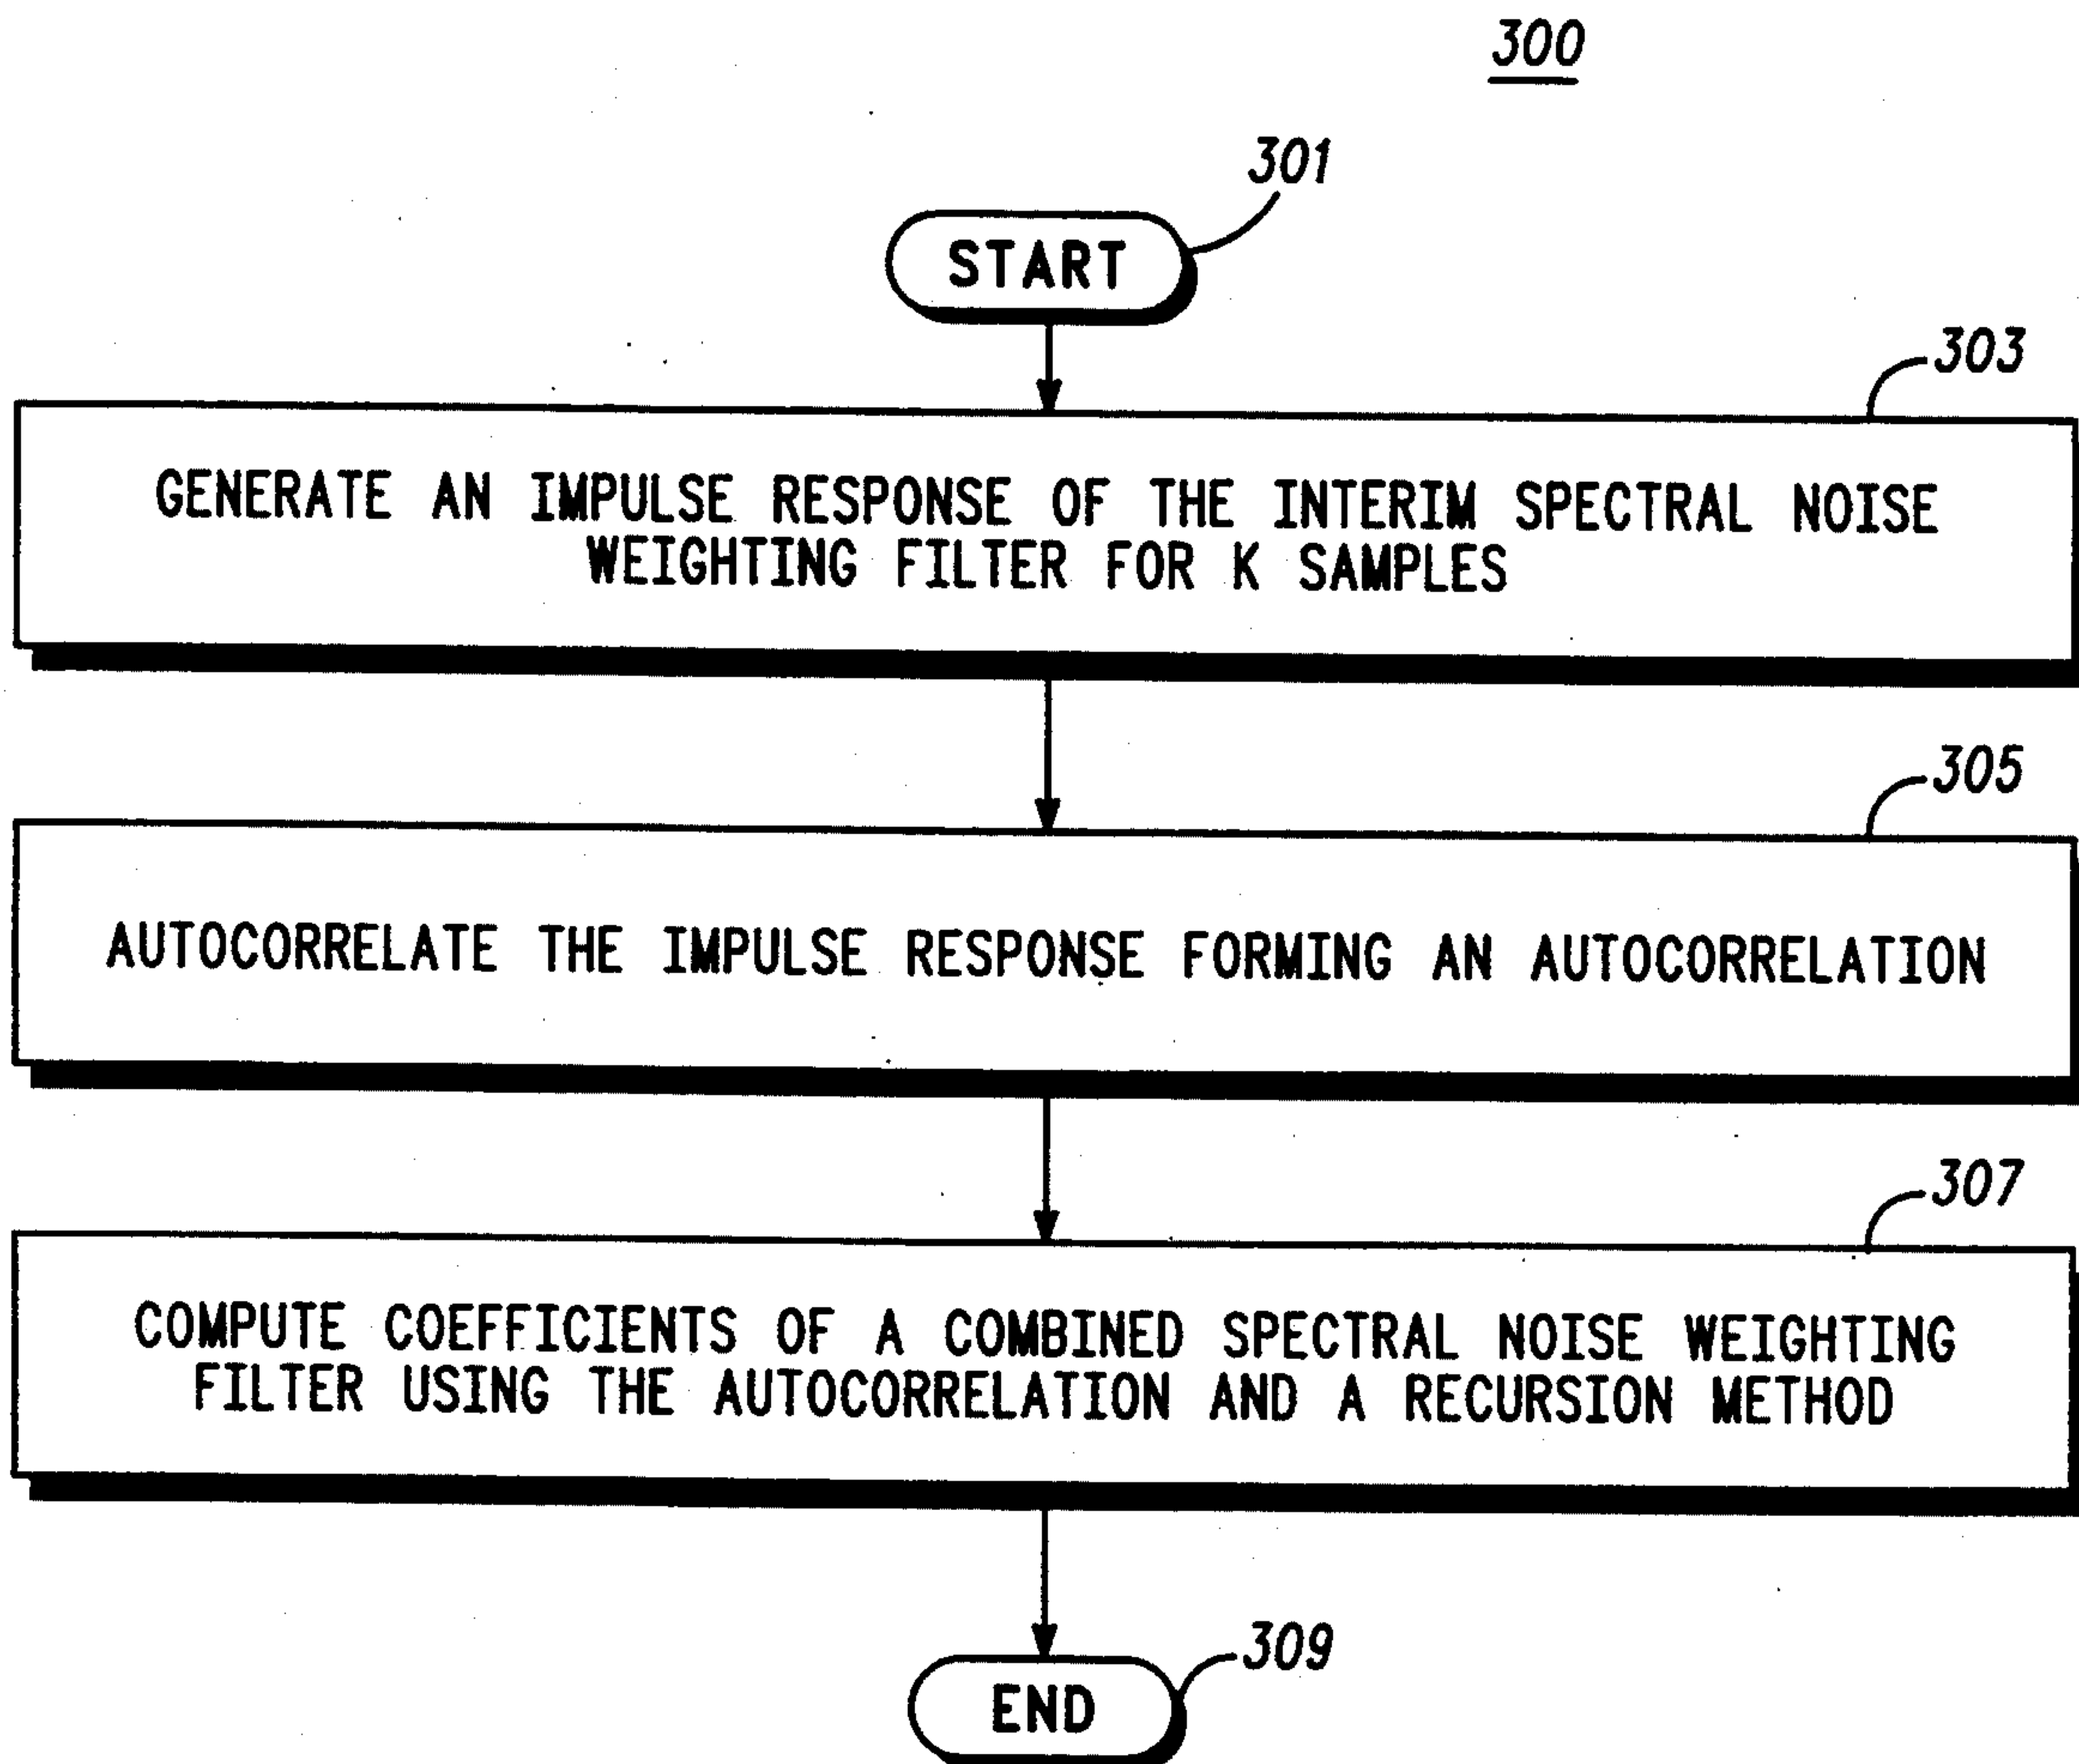 300
301
START
303
GENERATE AN IMPULSE RESPONSE OF THE INTERIM SPECTRAL NOISE
WEIGHTING FILTER FOR K SAMPLES
305
AUTOCORRELATE THE IMPULSE RESPONSE FORMING AN AUTOCORRELATION
307
COMPUTE COEFFICIENTS OF A COMBINED SPECTRAL NOISE WEIGHTING
FILTER USING THE AUTOCORRELATION AND A RECURSION METHOD
309
END